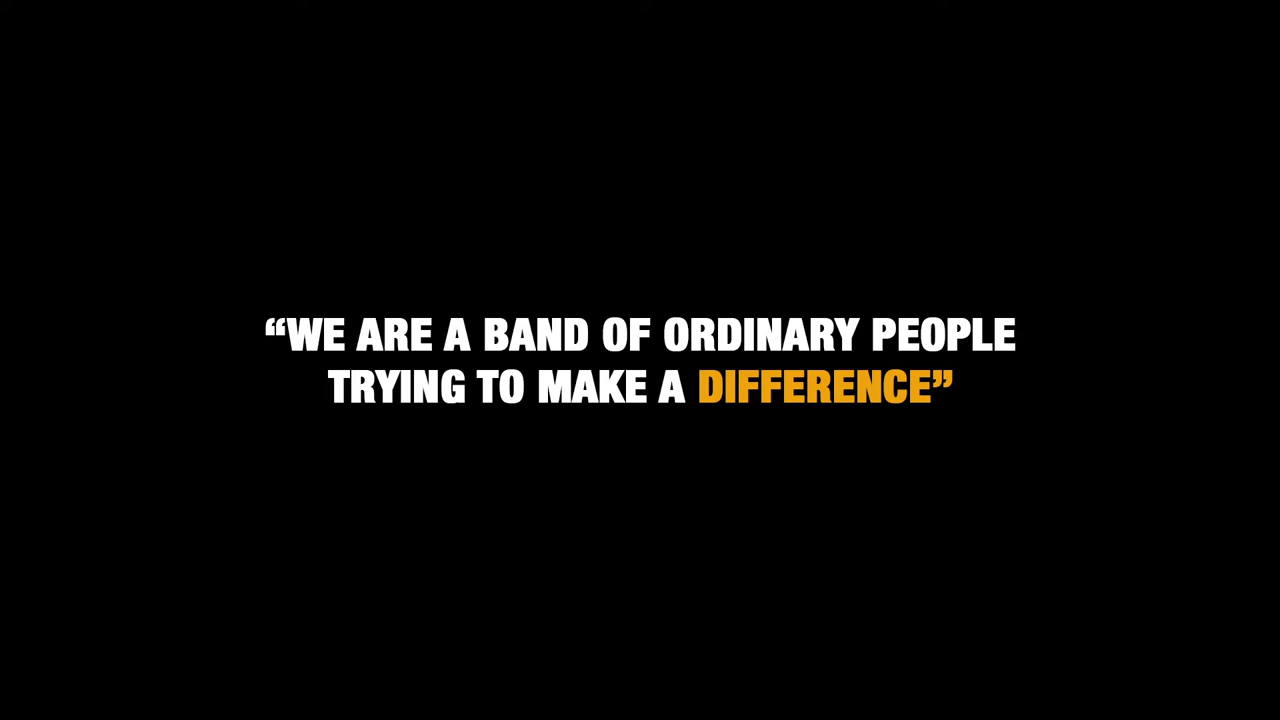 “WE ARE A BAND OF ORDINARY PEOPLE
TRYING TO MAKE A DIFFERENCE”